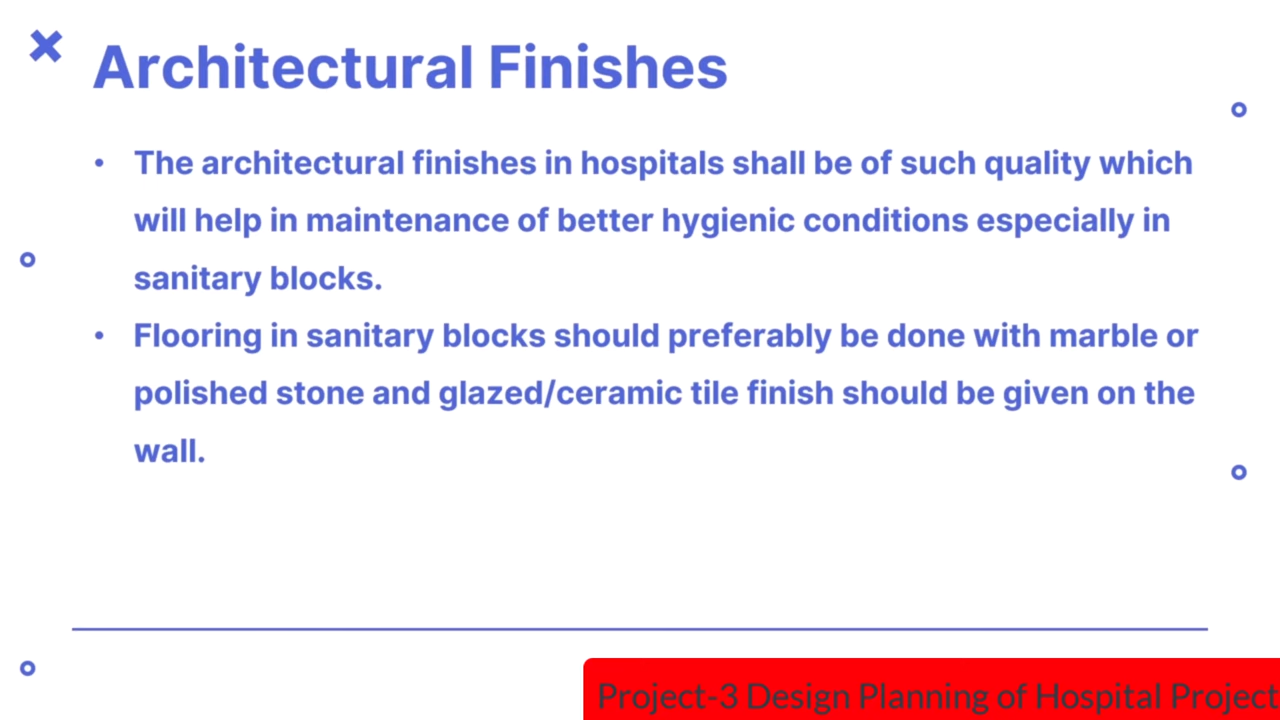 Architectural Finishes
• The architectural finishes in hospitals shall be of such quality which
will help in maintenance of better hygienic conditions especially in
sanitary blocks.
• Flooring in sanitary blocks should preferably be done with marble or
polished stone and glazed/ceramic tile finish should be given on the
wall.
Project-3 Design Planning of Hospital Project